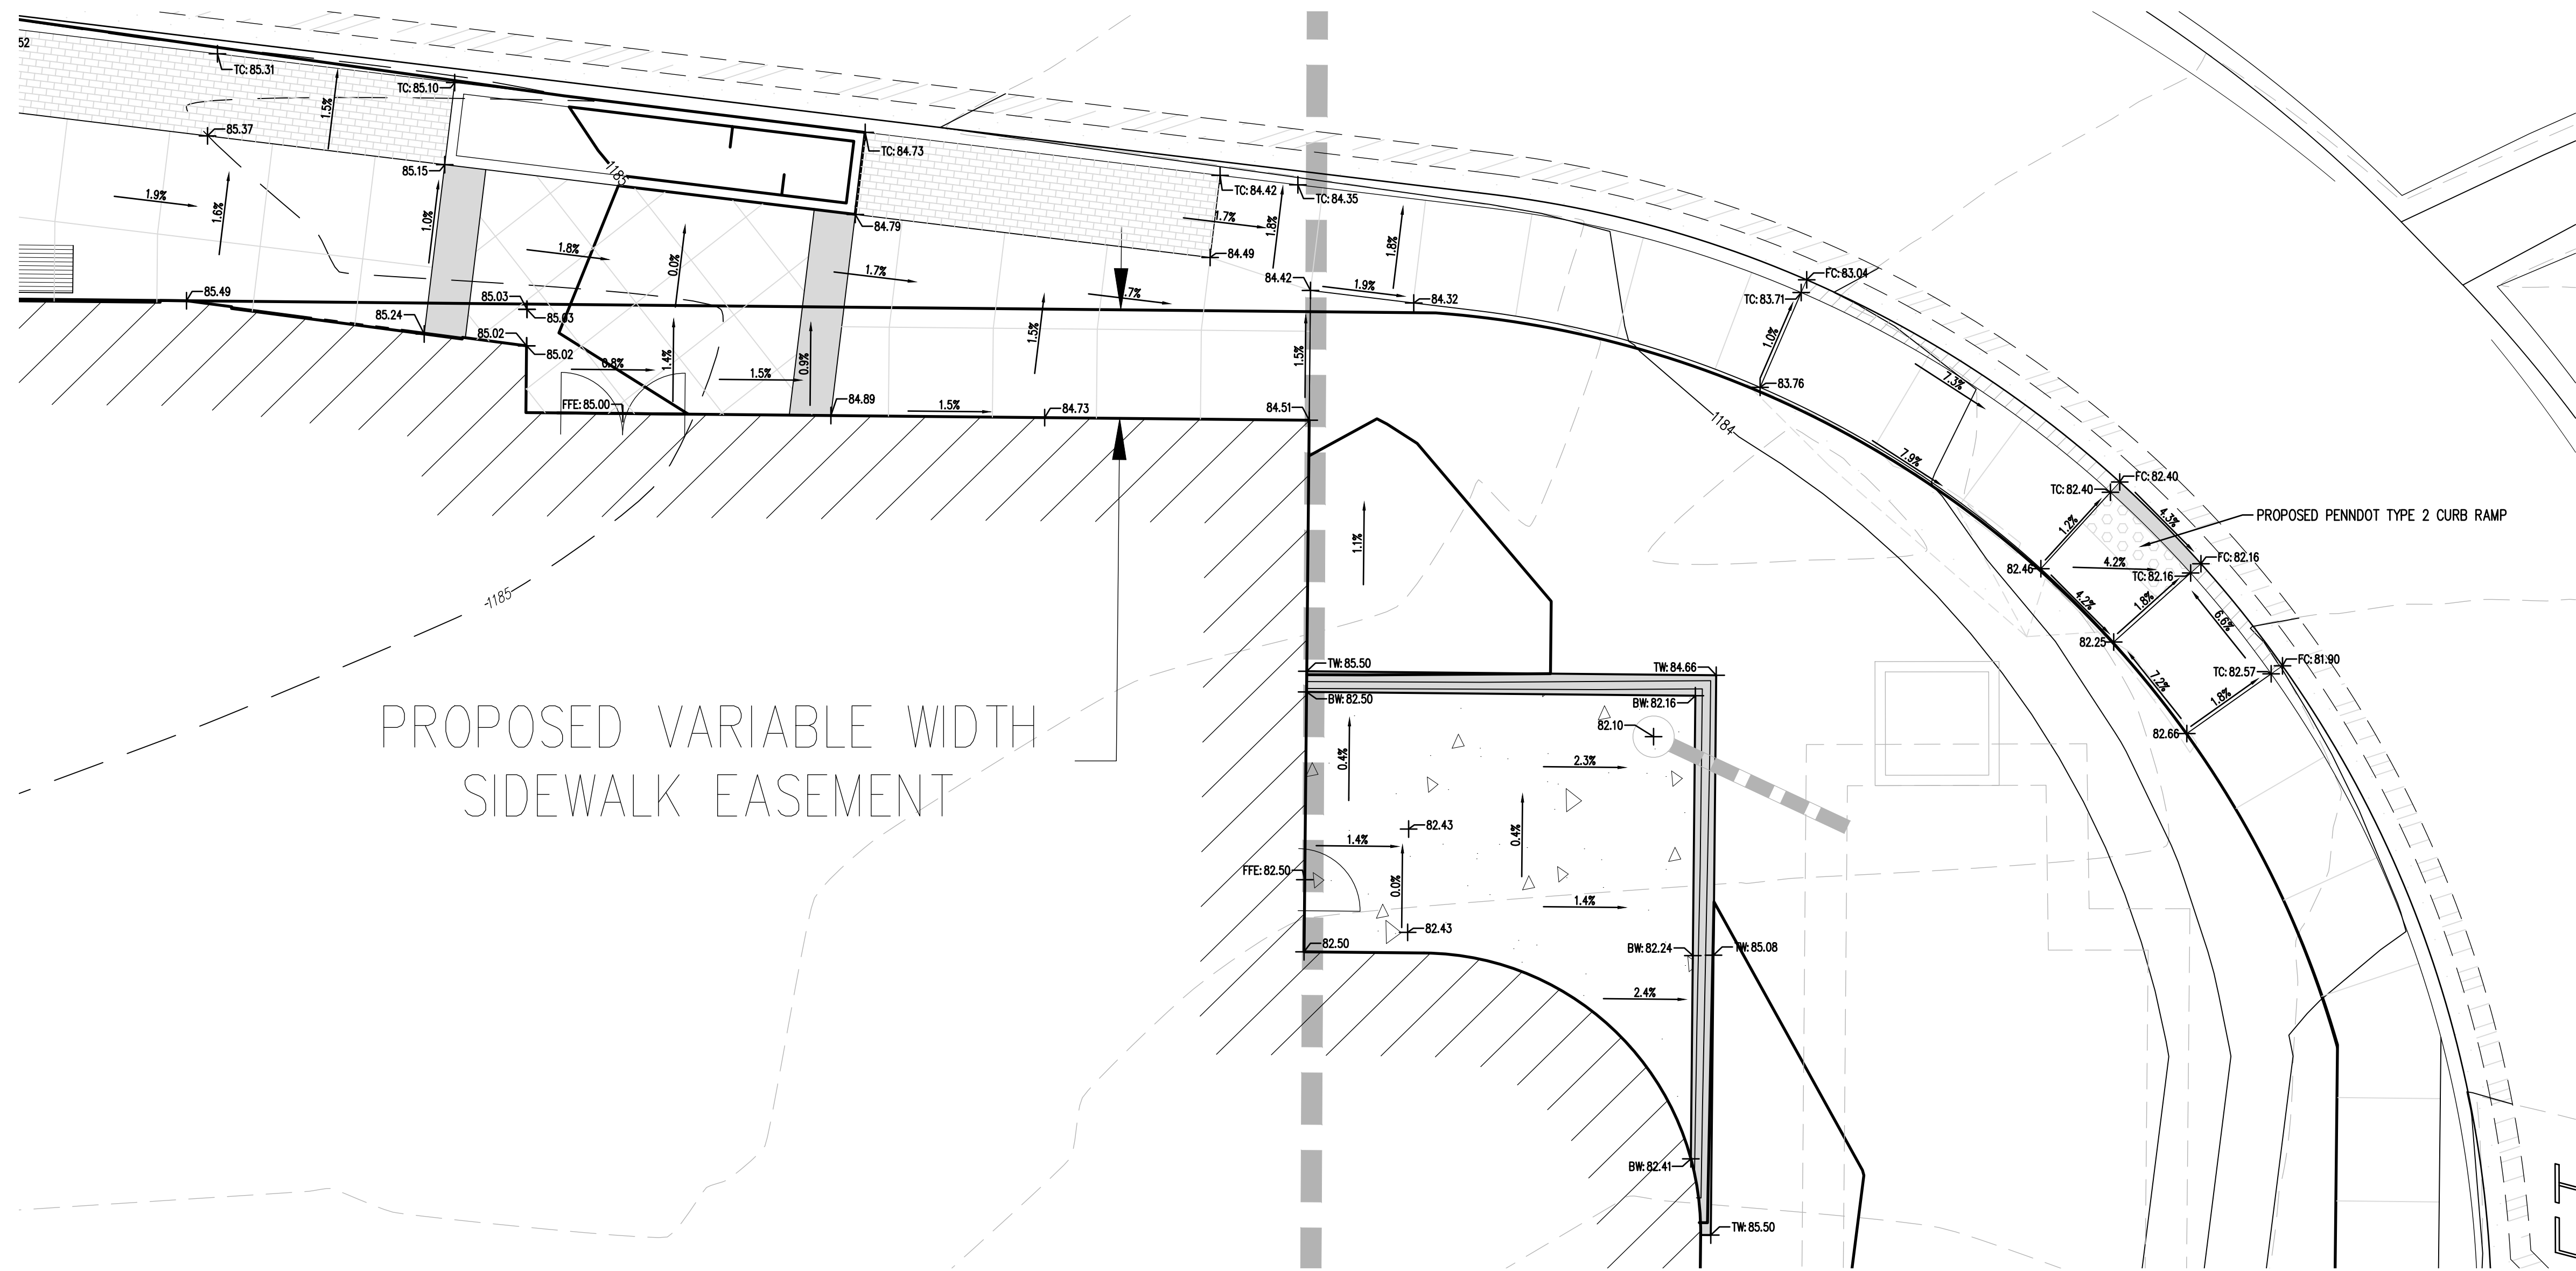 52
TC: 85.31
TC: 85.10
1.5%
85.37
TC: 84.73
1185
85.15
1.9%
1.6%
1.0%
TC: 84.42
TC: 84.35
1.7%
1.8%
1.8%
84.79
1.8%
0.0%
84.49
1.7%
84.42
1.9%
84.32
FC: 83.04
TC: 83.71
1.0%
85.49
85.03
85.03
85.24
85.02
85.02
1.5%
1.5%
0.8%
1.4%
0.9%
1.5%
FFE: 85.00
84.89
1.5%
84.73
84.51
83.76
7.3%
1184
7.9%
FC: 82.40
TC: 82.40
4.3%
PROPOSED PENNDOT TYPE 2 CURB RAMP
1.2%
1.1%
82.46
4.2%
FC: 82.16
TC: 82.16
4.2%
1.8%
6.6%
1185
82.25
TW: 85.50
TW: 84.66
7.2%
FC: 81.90
TC: 82.57
1.8%
BW: 82.50
BW: 82.16
82.10
82.66
PROPOSED VARIABLE WIDTH
SIDEWALK EASEMENT
0.4%
2.3%
82.43
0.4%
1.4%
FFE: 82.50
0.0%
1.4%
82.43
82.50
BW: 82.24
TW: 85.08
2.4%
BW: 82.41
TW: 85.50